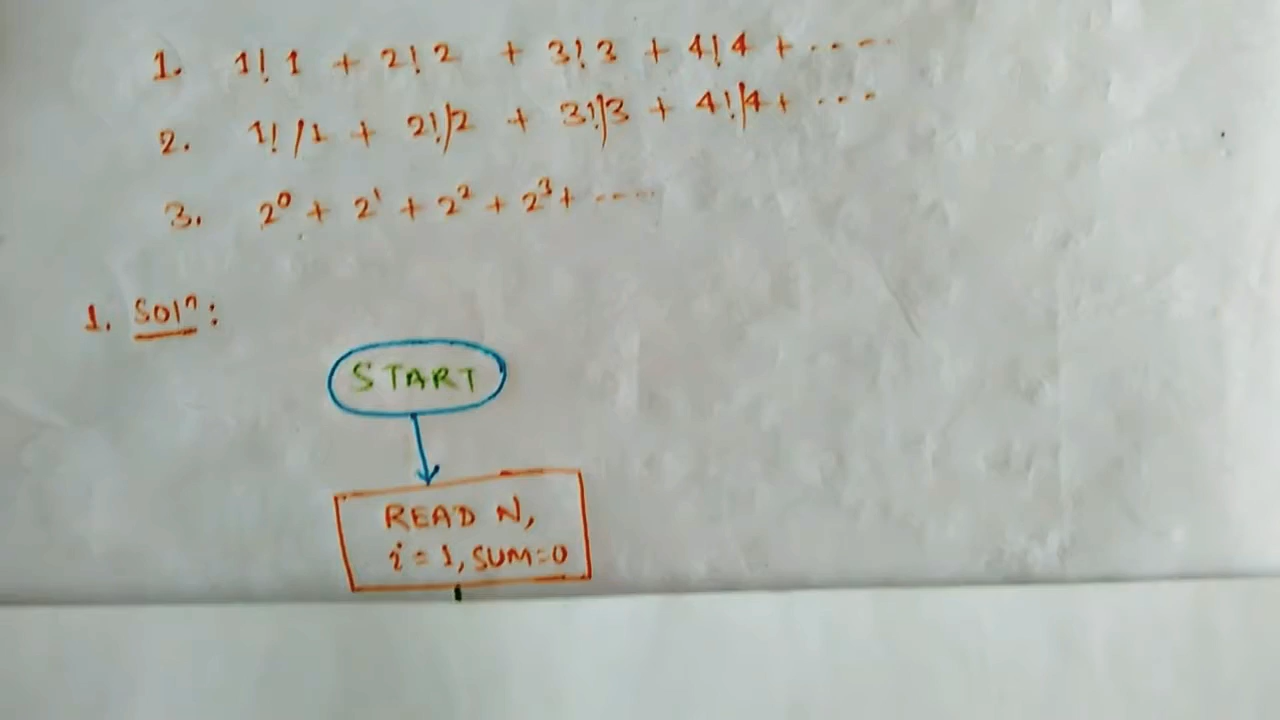 1. 1! 1 + 2! 2 + 3! 3 + 4! 4 + .....
2. 1! /1 + 2!/2 + 3!/3 + 4!/4 + ...
3. 2⁰ + 2¹ + 2² + 2³ + ....
1. Solⁿ:
START
READ N,
i = 1, SUM=0